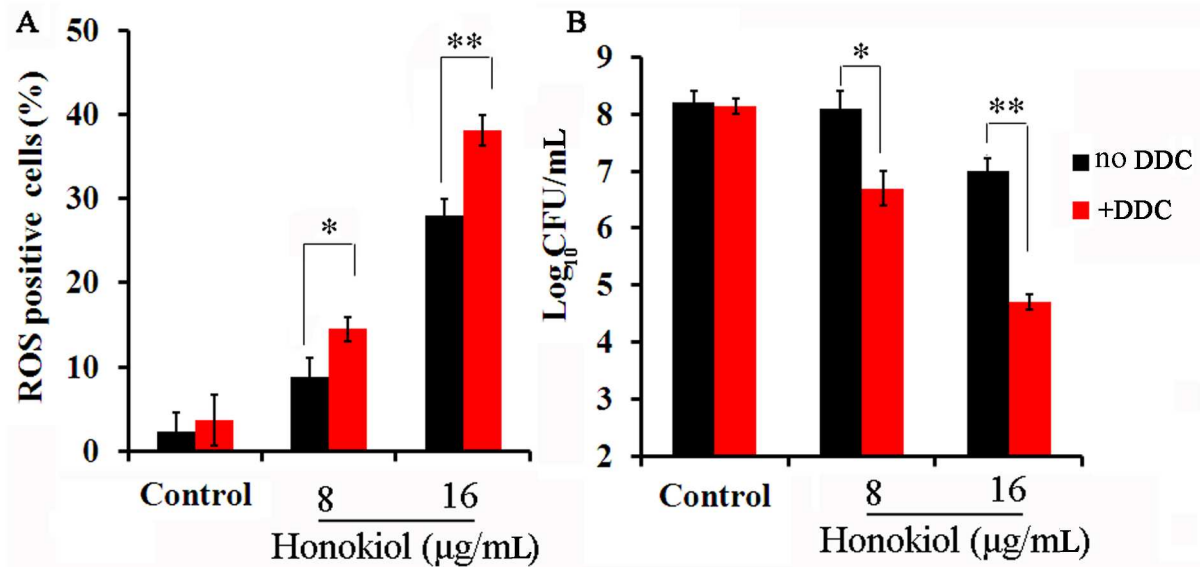 A
ROS positive cells (%)
50
40
30
20
10
0
*
**
Control
8
16
Honokiol (μg/mL)
B
Log10CFU/mL
9
8
7
6
5
4
3
2
*
**
Control
8
16
Honokiol (μg/mL)
no DDC
+DDC